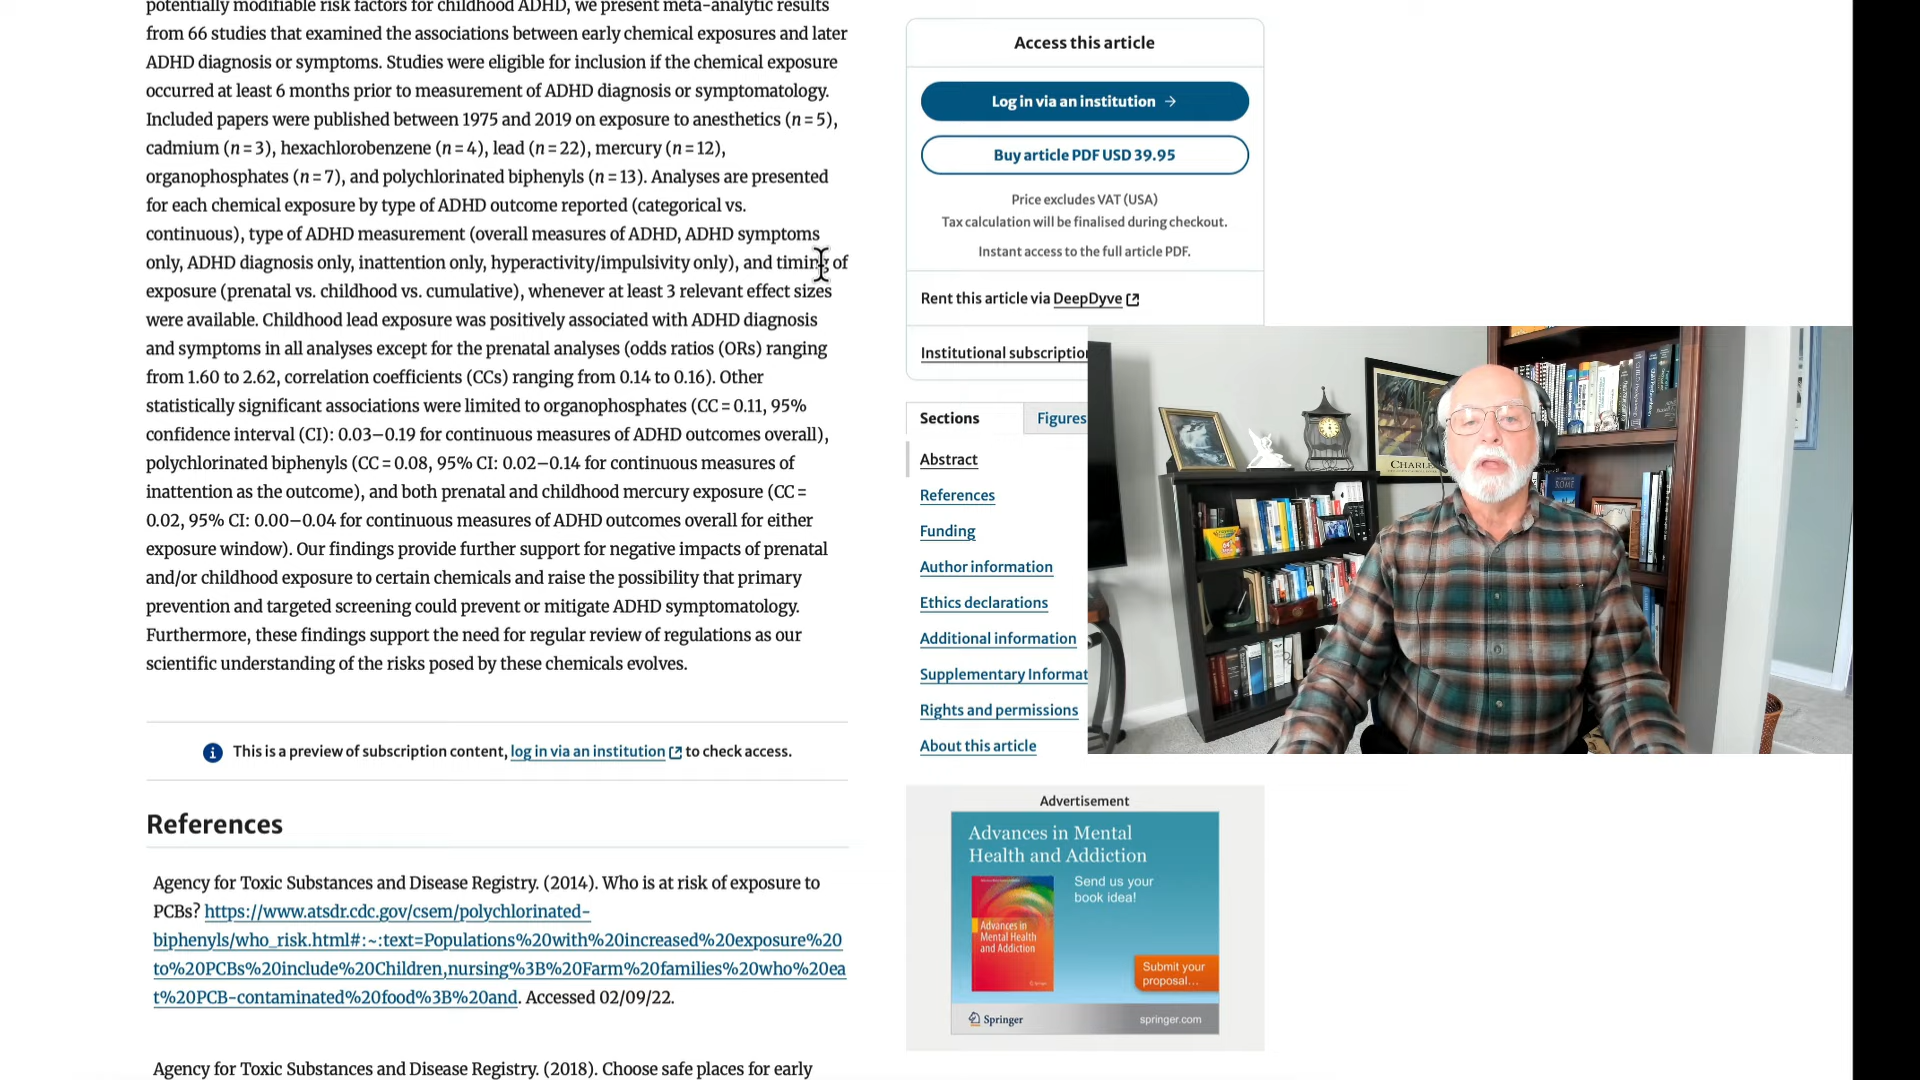 potentially modifiable risk factors for childhood ADHD, we present meta-analytic results
from 66 studies that examined the associations between early chemical exposures and later
ADHD diagnosis or symptoms. Studies were eligible for inclusion if the chemical exposure
occurred at least 6 months prior to measurement of ADHD diagnosis or symptomatology.
Included papers were published between 1975 and 2019 on exposure to anesthetics (n = 5),
cadmium (n = 3), hexachlorobenzene (n = 4), lead (n = 22), mercury (n = 12),
organophosphates (n = 7), and polychlorinated biphenyls (n = 13). Analyses are presented
for each chemical exposure by type of ADHD outcome reported (categorical vs.
continuous), type of ADHD measurement (overall measures of ADHD, ADHD symptoms
only, ADHD diagnosis only, inattention only, hyperactivity/impulsivity only), and timing of
exposure (prenatal vs. childhood vs. cumulative), whenever at least 3 relevant effect sizes
were available. Childhood lead exposure was positively associated with ADHD diagnosis
and symptoms in all analyses except for the prenatal analyses (odds ratios (ORs) ranging
from 1.60 to 2.62, correlation coefficients (CCs) ranging from 0.14 to 0.16). Other
statistically significant associations were limited to organophosphates (CC = 0.11, 95%
confidence interval (CI): 0.03–0.19 for continuous measures of ADHD outcomes overall),
polychlorinated biphenyls (CC = 0.08, 95% CI: 0.02–0.14 for continuous measures of
inattention as the outcome), and both prenatal and childhood mercury exposure (CC =
0.02, 95% CI: 0.00–0.04 for continuous measures of ADHD outcomes overall for either
exposure window). Our findings provide further support for negative impacts of prenatal
and/or childhood exposure to certain chemicals and raise the possibility that primary
prevention and targeted screening could prevent or mitigate ADHD symptomatology.
Furthermore, these findings support the need for regular review of regulations as our
scientific understanding of the risks posed by these chemicals evolves.
This is a preview of subscription content, log in via an institution to check access.
References
Agency for Toxic Substances and Disease Registry. (2014). Who is at risk of exposure to
PCBs? https://www.atsdr.cdc.gov/csem/polychlorinated-
biphenyls/who_risk.html#:~:text=Populations%20with%20increased%20exposure%20
to%20PCBs%20include%20Children,nursing%3B%20Farm%20families%20who%20ea
t%20PCB-contaminated%20food%3B%20and. Accessed 02/09/22.
Agency for Toxic Substances and Disease Registry. (2018). Choose safe places for early
Access this article
Log in via an institution →
Buy article PDF USD 39.95
Price excludes VAT (USA)
Tax calculation will be finalised during checkout.
Instant access to the full article PDF.
Rent this article via DeepDyve
Institutional subscription
Sections
Figures
Abstract
References
Funding
Author information
Ethics declarations
Additional information
Supplementary Informat
Rights and permissions
About this article
Advertisement
Advances in Mental
Health and Addiction
Send us your
book idea!
Advances in
Mental Health
and Addiction
Submit your
proposal...
Springer
springer.com
CHARLE
ROME